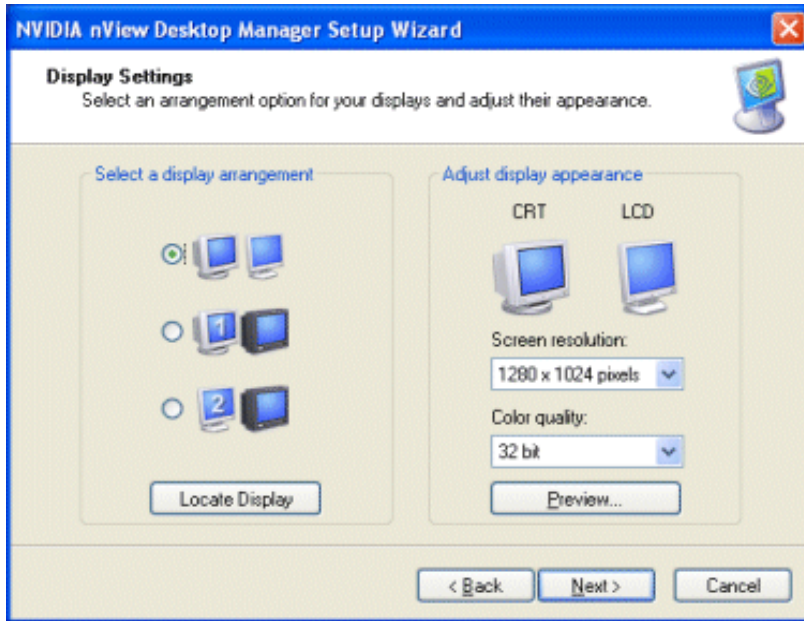 NVIDIA nView Desktop Manager Setup Wizard
Display Settings
Select an arrangement option for your displays and adjust their appearance.
Select a display arrangement
1
2
Locate Display
Adjust display appearance
CRT LCD
Screen resolution:
1280 x 1024 pixels
Color quality:
32 bit
Preview...
< Back Next > Cancel